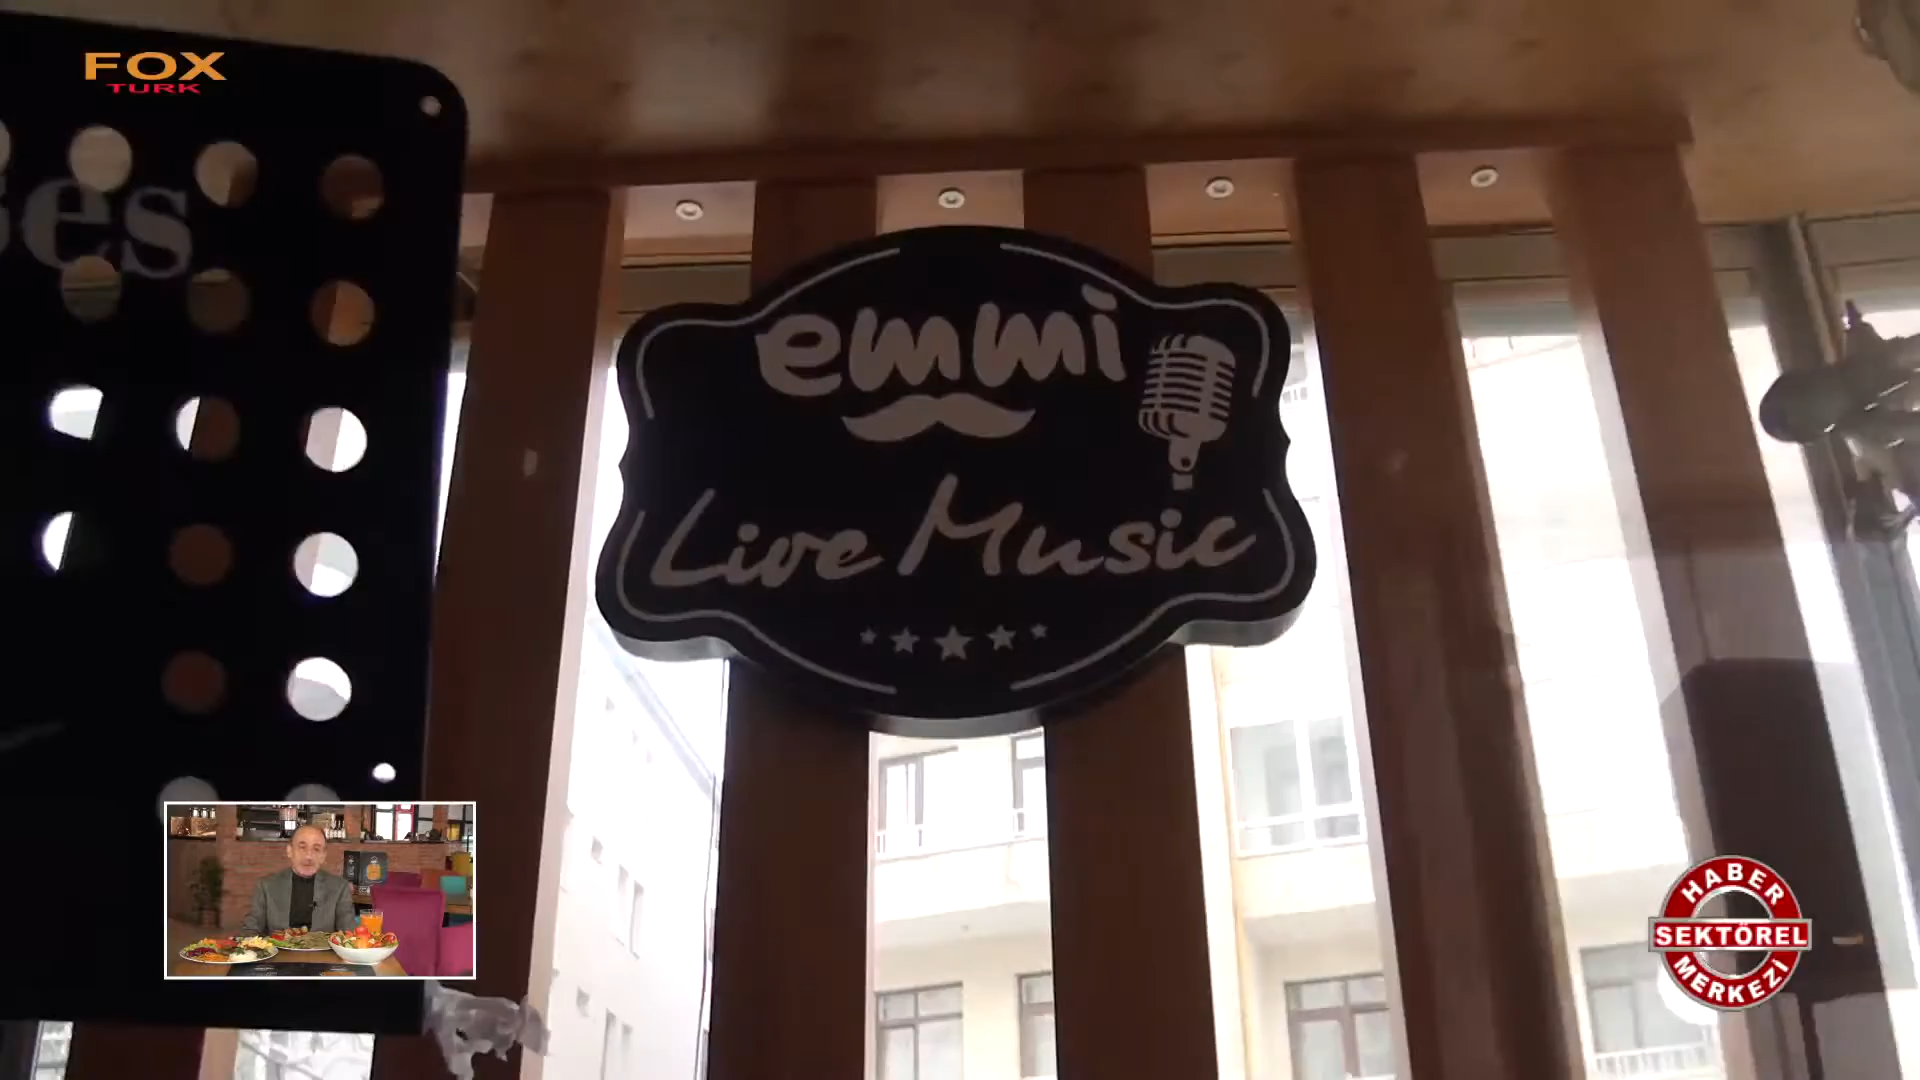 FOX
TURK
emmi
Live Music
HABER
SEKTÖREL
MERKEZİ